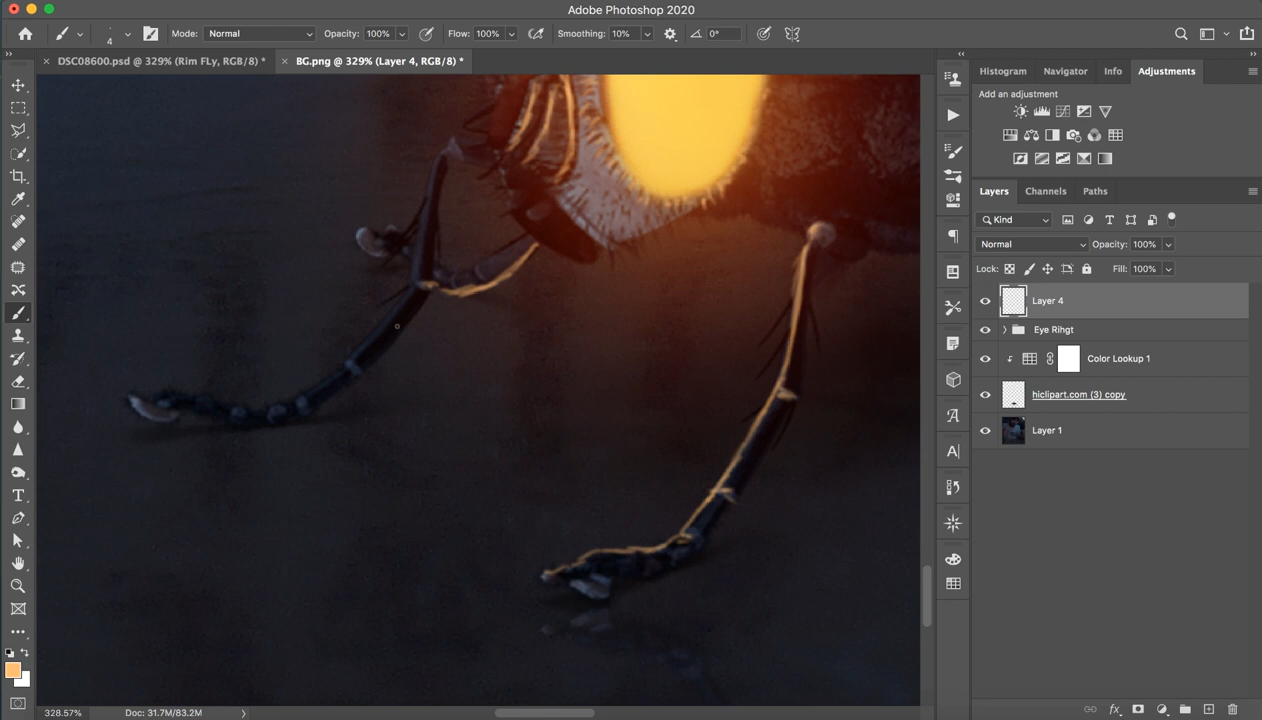 Adobe Photoshop 2020
4
Mode: Normal Opacity: 100% Flow: 100% Smoothing: 10% 0°
DSC08600.psd @ 329% (Rim FLy, RGB/8) *
BG.png @ 329% (Layer 4, RGB/8) *
Histogram Navigator Info Adjustments
Add an adjustment
Layers Channels Paths
Kind
Normal Opacity: 100%
Lock: Fill: 100%
Layer 4
Eye Rihgt
Color Lookup 1
hiclipart.com (3) copy
Layer 1
328.57% Doc: 31.7M/83.2M